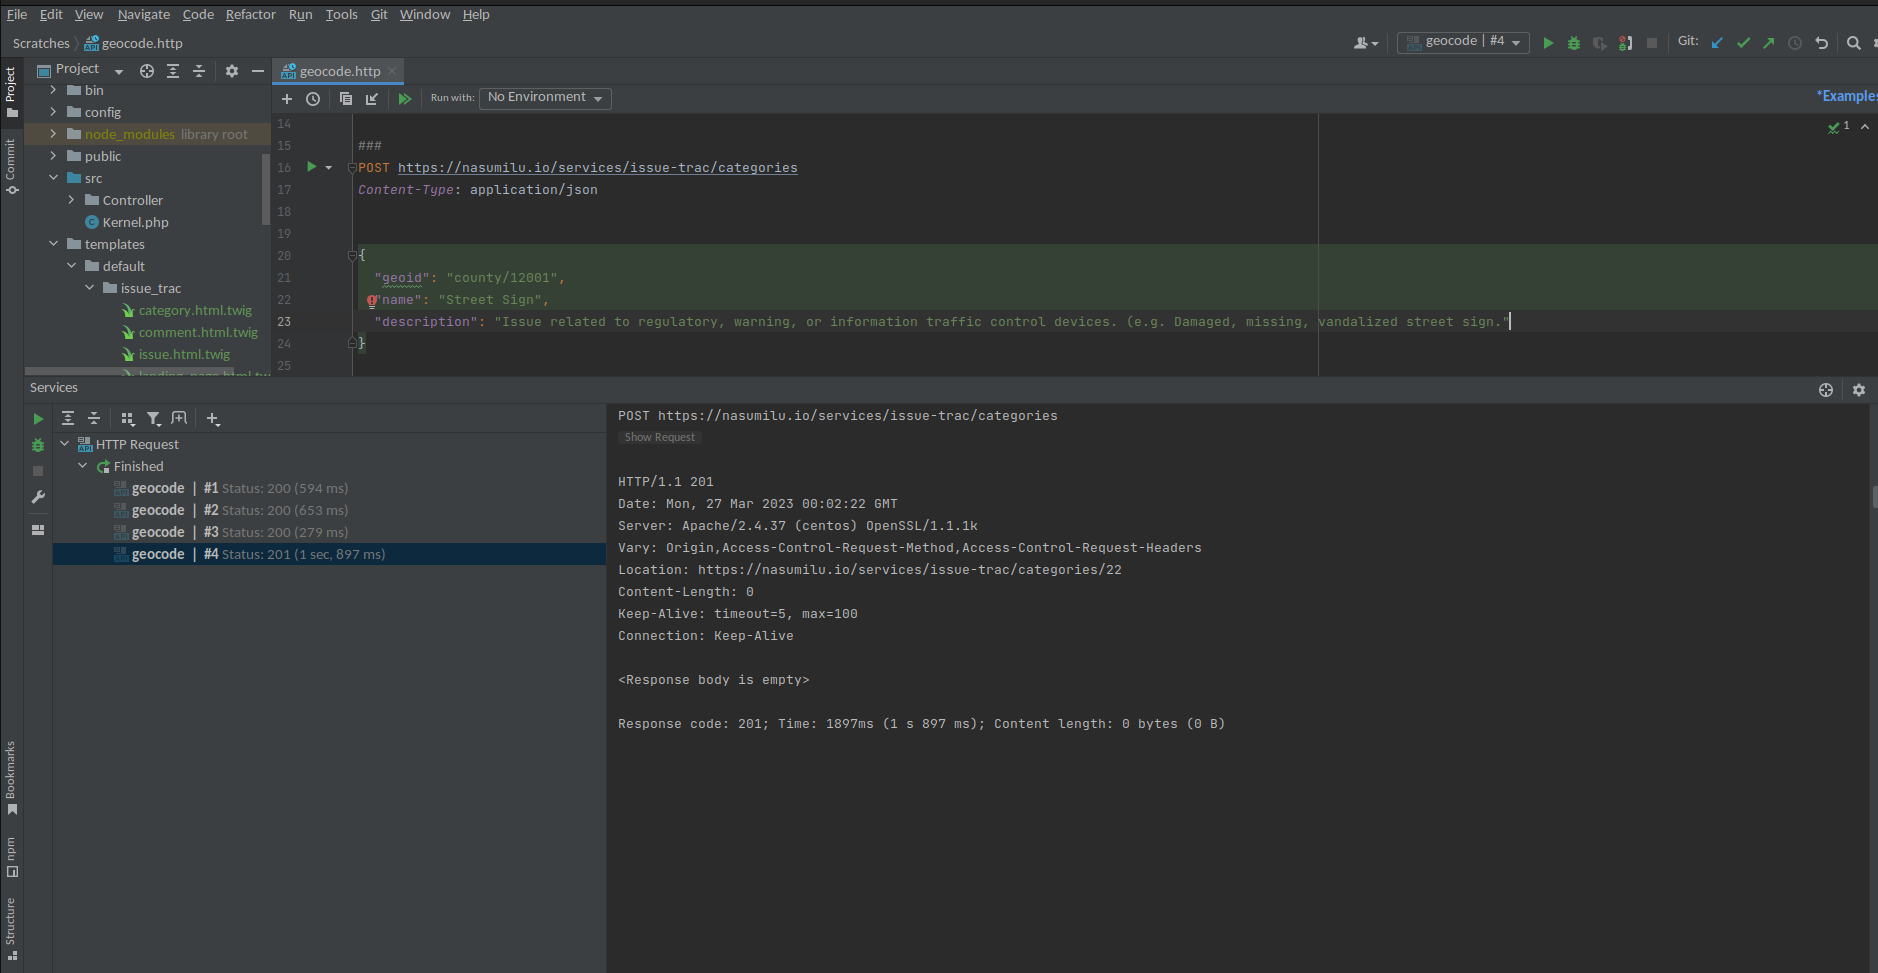 File Edit View Navigate Code Refactor Run Tools Git Window Help
Scratches geocode.http
geocode | #4 Git:
Project
geocode.http
Run with: No Environment
*Examples
Project
Commit
Bookmarks
npm
Structure
bin
config
node_modules library root
public
src
Controller
Kernel.php
templates
default
issue_trac
category.html.twig
comment.html.twig
issue.html.twig
landing_page.html.tw
1
14
15 ###
16 POST https://nasumilu.io/services/issue-trac/categories
17 Content-Type: application/json
18
19
20 {
21 "geoid": "county/12001",
22 "name": "Street Sign",
23 "description": "Issue related to regulatory, warning, or information traffic control devices. (e.g. Damaged, missing, vandalized street sign."
24 }
25
Services
HTTP Request
Finished
geocode | #1 Status: 200 (594 ms)
geocode | #2 Status: 200 (653 ms)
geocode | #3 Status: 200 (279 ms)
geocode | #4 Status: 201 (1 sec, 897 ms)
POST https://nasumilu.io/services/issue-trac/categories
Show Request
HTTP/1.1 201
Date: Mon, 27 Mar 2023 00:02:22 GMT
Server: Apache/2.4.37 (centos) OpenSSL/1.1.1k
Vary: Origin,Access-Control-Request-Method,Access-Control-Request-Headers
Location: https://nasumilu.io/services/issue-trac/categories/22
Content-Length: 0
Keep-Alive: timeout=5, max=100
Connection: Keep-Alive
<Response body is empty>
Response code: 201; Time: 1897ms (1 s 897 ms); Content length: 0 bytes (0 B)